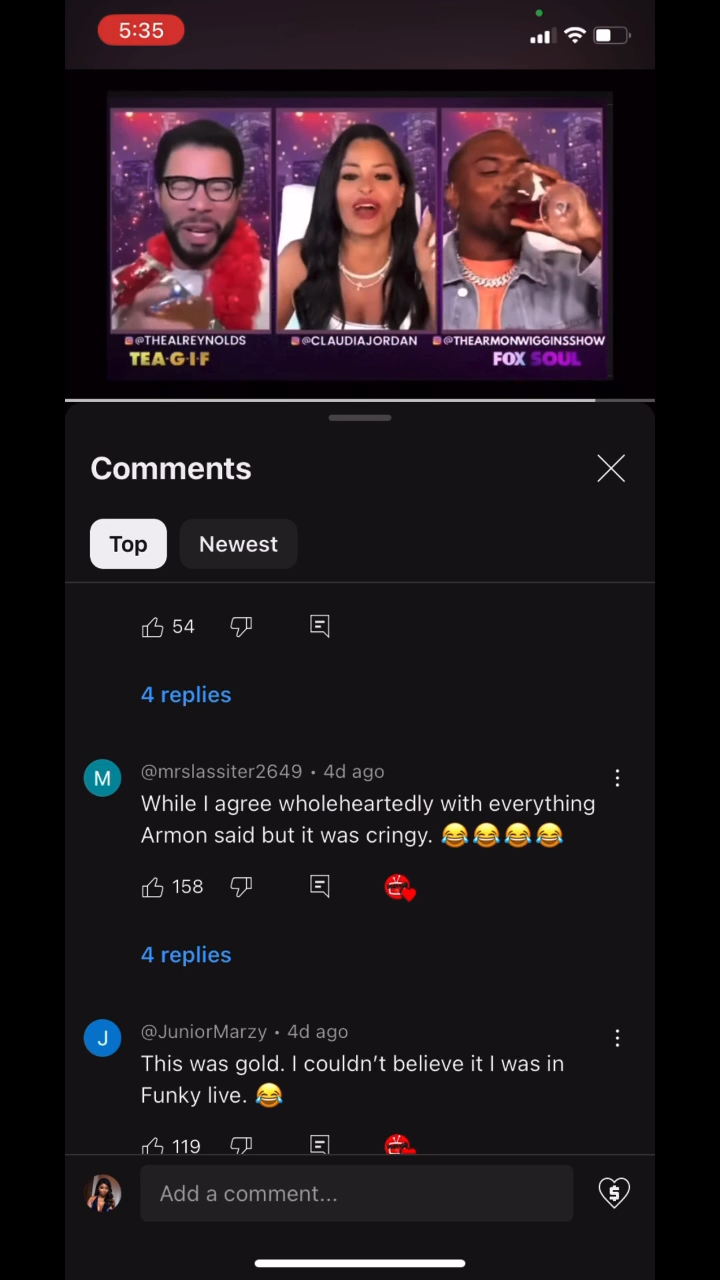 5:35
@THEALREYNOLDS
@CLAUDIAJORDAN
@THEARMONWIGGINSSHOW
TEA·G·I·F
FOX SOUL
Comments
Top
Newest
54
4 replies
M
@mrslassiter2649 • 4d ago
While I agree wholeheartedly with everything
Armon said but it was cringy. 😂😂😂😂
158
4 replies
J
@JuniorMarzy • 4d ago
This was gold. I couldn't believe it I was in
Funky live. 😂
119
Add a comment...
$